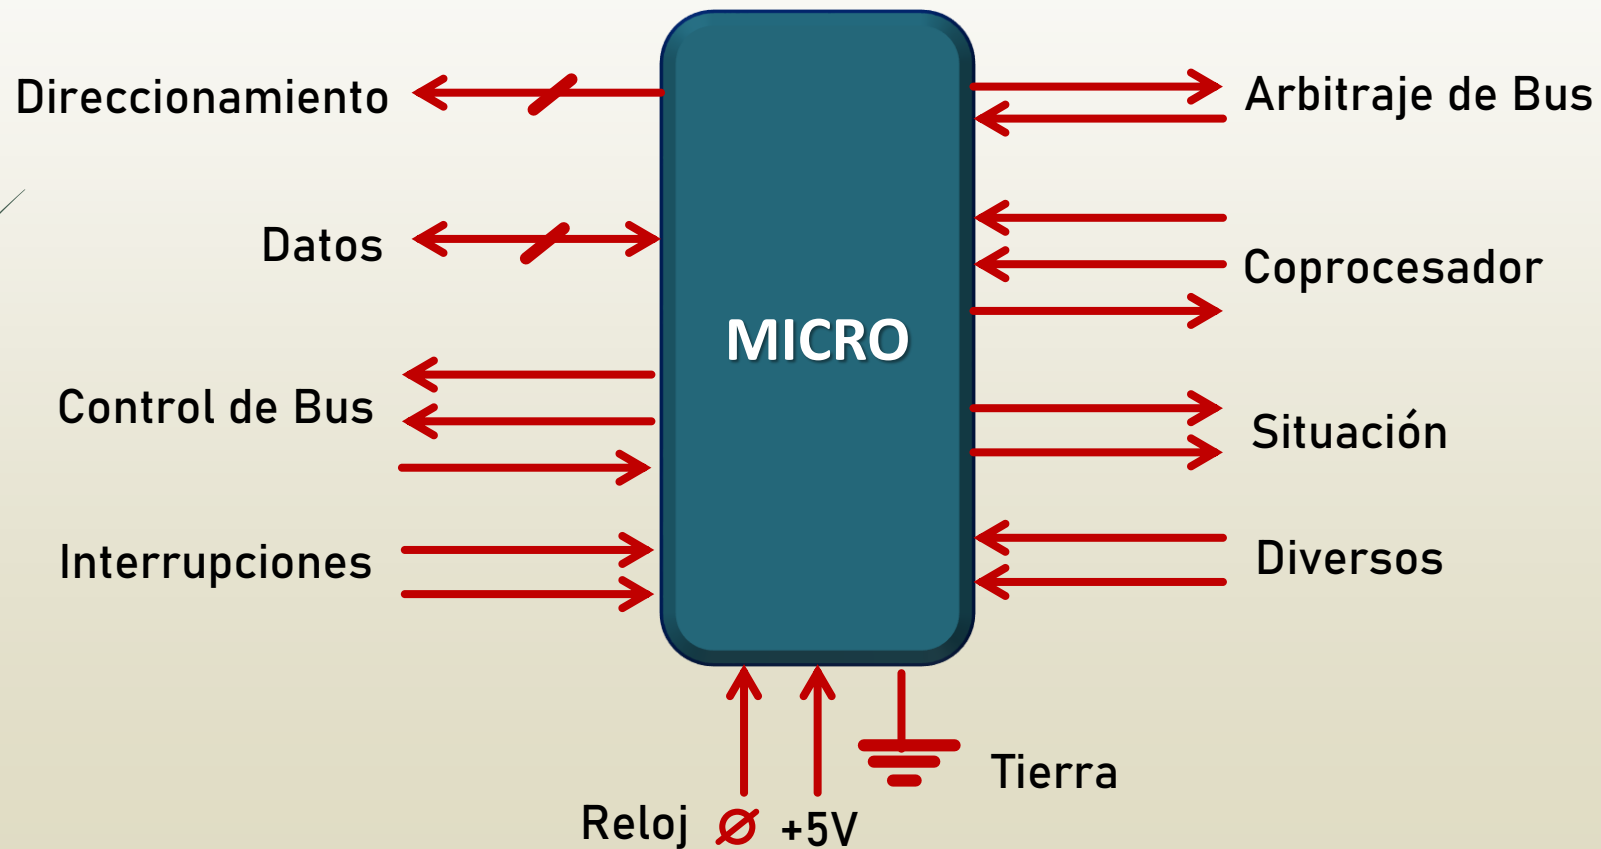 Direccionamiento
Datos
Control de Bus
Interrupciones
MICRO
Arbitraje de Bus
Coprocesador
Situación
Diversos
Reloj ⌀ +5V
Tierra